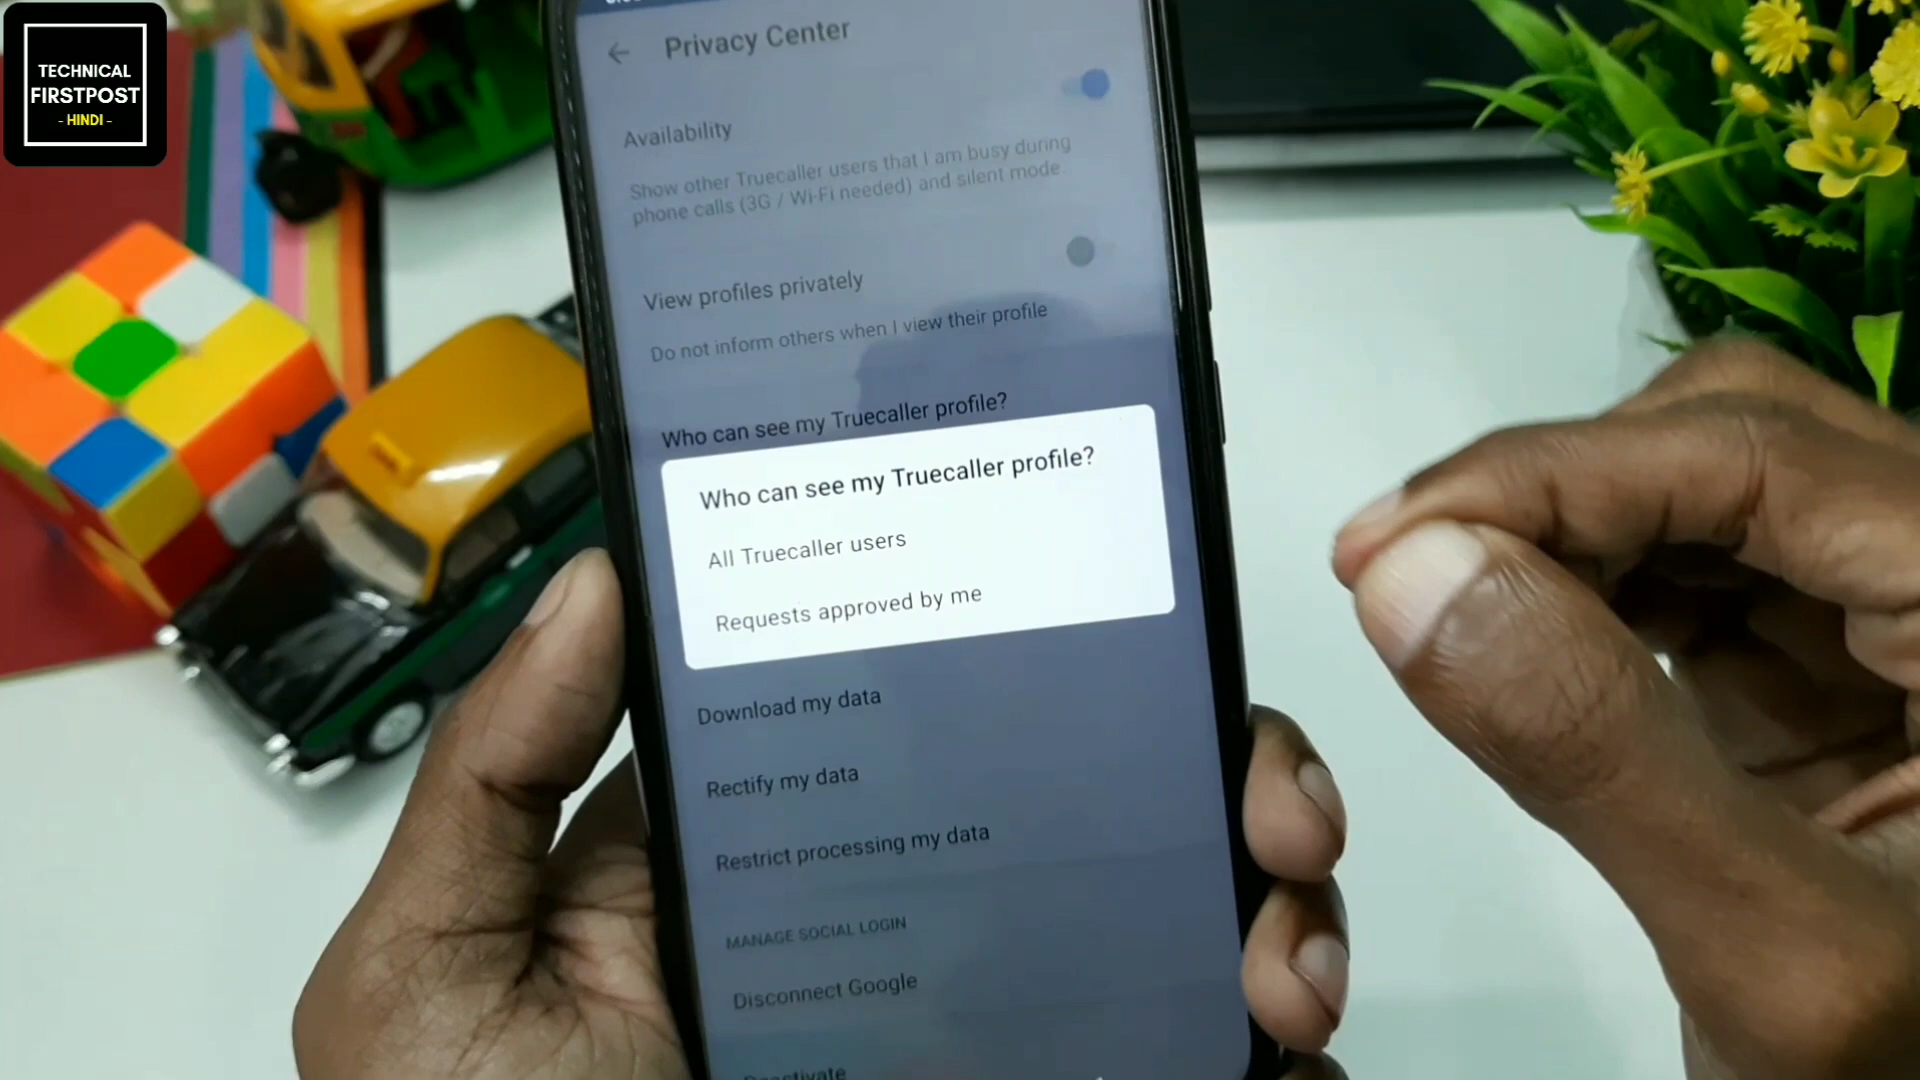 TECHNICAL
FIRSTPOST
- HINDI -
Privacy Center
Availability
Show other Truecaller users that I am busy during
phone calls (3G / Wi-Fi needed) and silent mode.
View profiles privately
Do not inform others when I view their profile
Who can see my Truecaller profile?
Who can see my Truecaller profile?
All Truecaller users
Requests approved by me
Download my data
Rectify my data
Restrict processing my data
MANAGE SOCIAL LOGIN
Disconnect Google
Deactivate